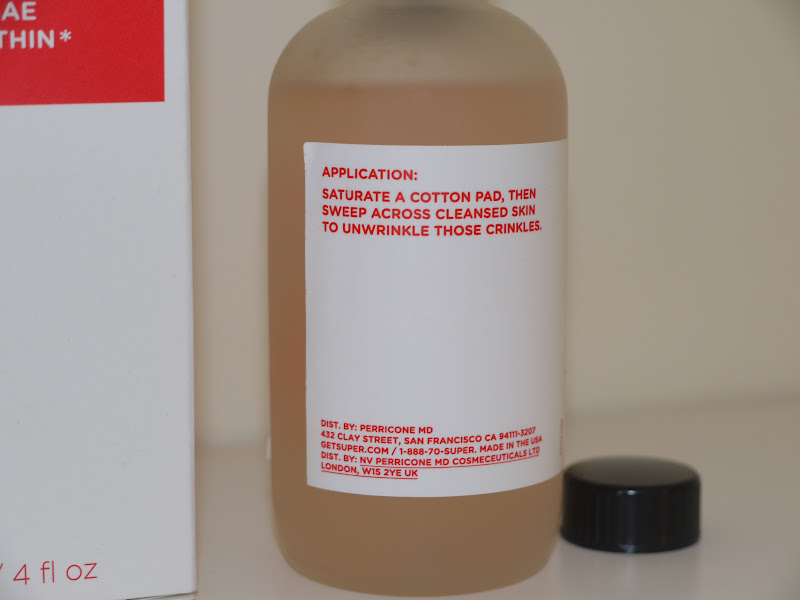 AE
THIN*
/ 4 fl oz
APPLICATION:
SATURATE A COTTON PAD, THEN
SWEEP ACROSS CLEANSED SKIN
TO UNWRINKLE THOSE CRINKLES.
DIST. BY: PERRICONE MD
432 CLAY STREET, SAN FRANCISCO CA 94111-3207
GETSUPER.COM / 1-888-70-SUPER. MADE IN THE USA
DIST. BY: NV PERRICONE MD COSMECEUTICALS LTD
LONDON, W1S 2YE UK